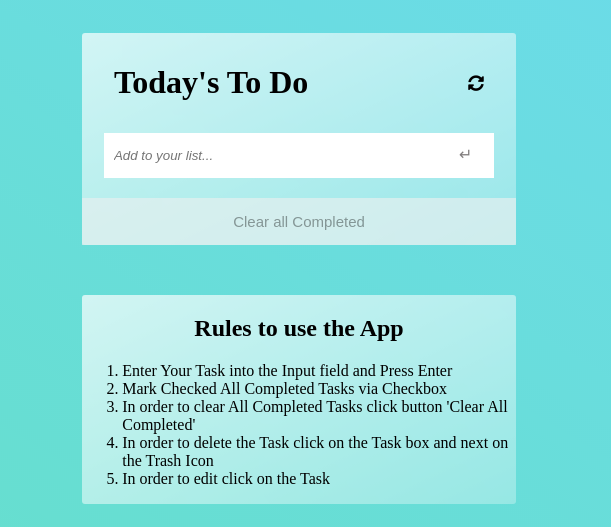 Today's To Do
Add to your list...
Clear all Completed
Rules to use the App
1. Enter Your Task into the Input field and Press Enter
2. Mark Checked All Completed Tasks via Checkbox
3. In order to clear All Completed Tasks click button 'Clear All
Completed'
4. In order to delete the Task click on the Task box and next on
the Trash Icon
5. In order to edit click on the Task